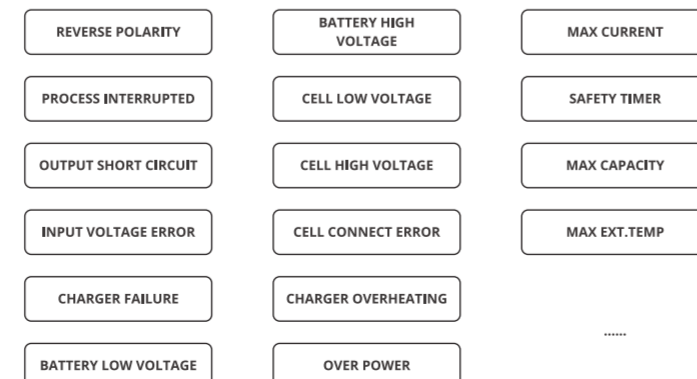 REVERSE POLARITY
PROCESS INTERRUPTED
OUTPUT SHORT CIRCUIT
INPUT VOLTAGE ERROR
CHARGER FAILURE
BATTERY LOW VOLTAGE
BATTERY HIGH
VOLTAGE
CELL LOW VOLTAGE
CELL HIGH VOLTAGE
CELL CONNECT ERROR
CHARGER OVERHEATING
OVER POWER
MAX CURRENT
SAFETY TIMER
MAX CAPACITY
MAX EXT.TEMP
......